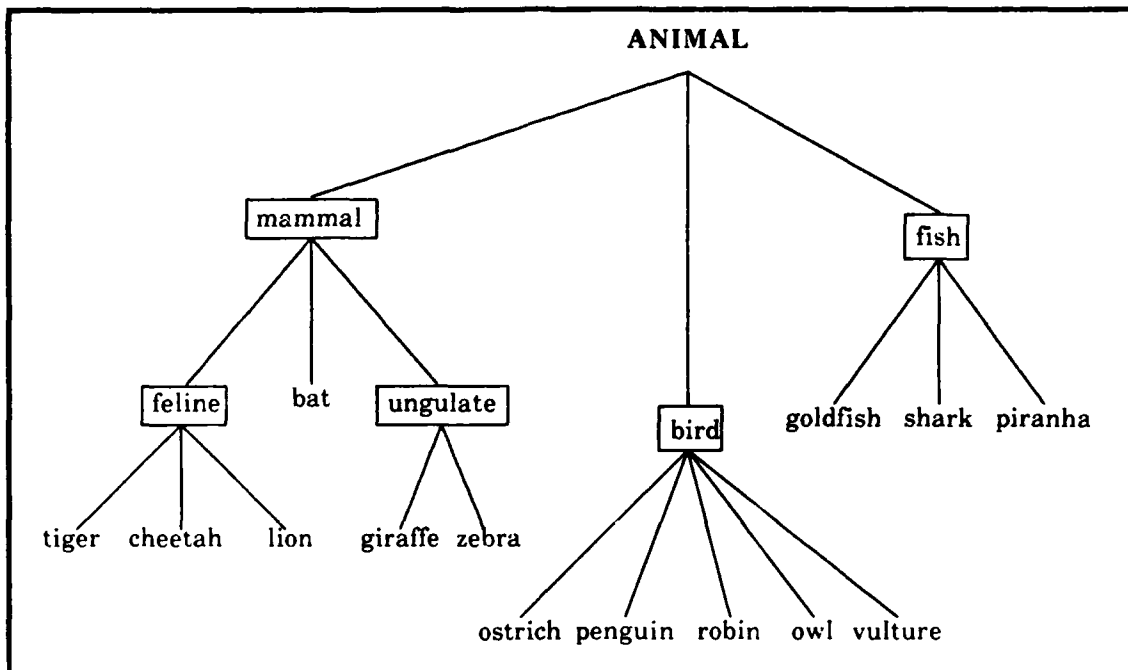 ANIMAL
mammal
fish
feline
bat
ungulate
bird
goldfish shark piranha
tiger cheetah lion
giraffe zebra
ostrich penguin robin owl vulture